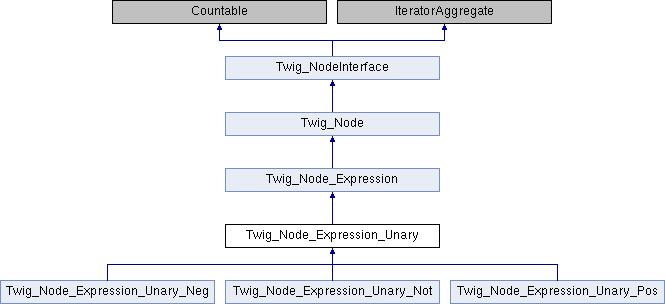 Countable
IteratorAggregate
Twig_NodeInterface
Twig_Node
Twig_Node_Expression
Twig_Node_Expression_Unary
Twig_Node_Expression_Unary_Neg
Twig_Node_Expression_Unary_Not
Twig_Node_Expression_Unary_Pos